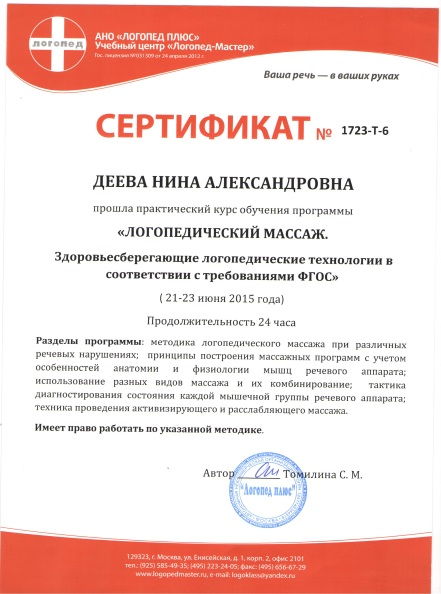 логопед
АНО «ЛОГОПЕД ПЛЮС»
Учебный центр «Логопед-Мастер»
Гос. лицензия №031309 от 24 апреля 2012 г
Ваша речь — в ваших руках
СЕРТИФИКАТ № 1723-Т-6
ДЕЕВА НИНА АЛЕКСАНДРОВНА
прошла практический курс обучения программы
«ЛОГОПЕДИЧЕСКИЙ МАССАЖ.
Здоровьесберегающие логопедические технологии в
соответствии с требованиями ФГОС»
( 21-23 июня 2015 года)
Продолжительность 24 часа
Разделы программы: методика логопедического массажа при различных
речевых нарушениях; принципы построения массажных программ с учетом
особенностей анатомии и физиологии мышц речевого аппарата;
использование разных видов массажа и их комбинирование; тактика
диагностирования состояния каждой мышечной группы речевого аппарата;
техника проведения активизирующего и расслабляющего массажа.
Имеет право работать по указанной методике.
Автор Томилина С. М.
"Логопед плюс"
129323, г. Москва, ул. Енисейская, д. 1, корп. 2, офис 2101
тел.: (925) 585-49-35; (495) 223-24-05; факс: (495) 656-67-29
www.logopedmaster.ru, e-mail: logoklass@yandex.ru